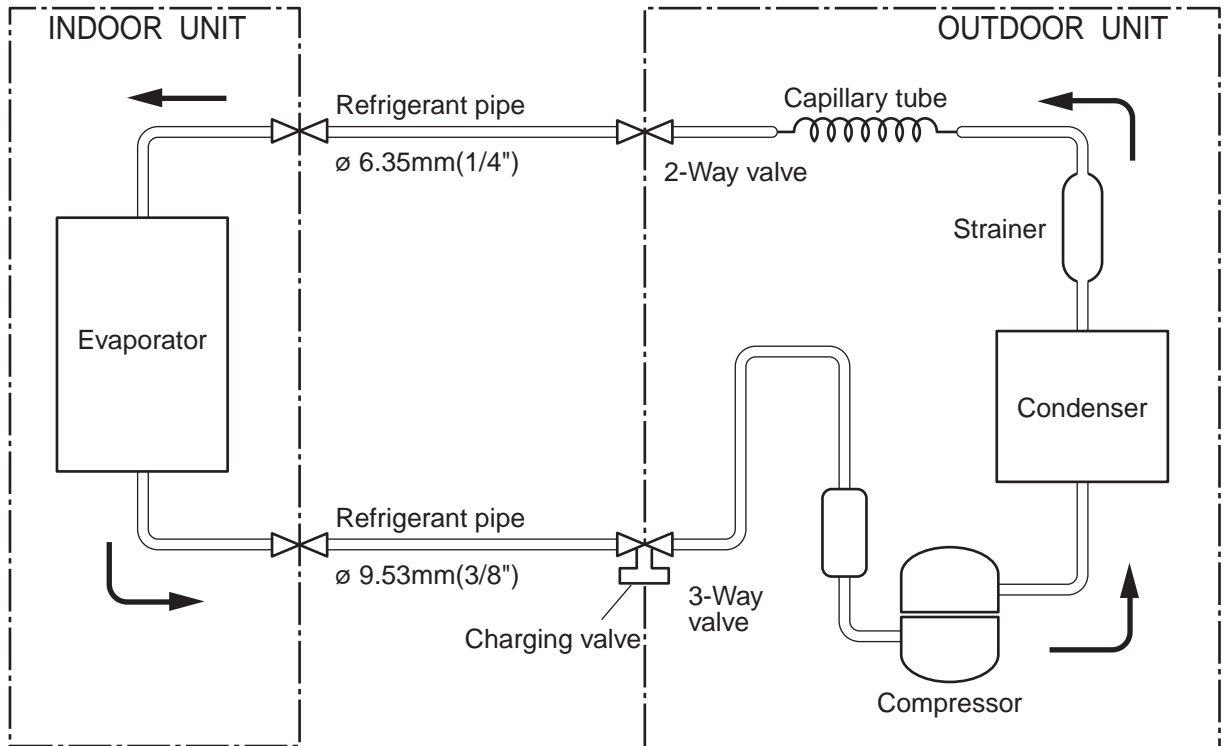 INDOOR UNIT
OUTDOOR UNIT
Refrigerant pipe
ø 6.35mm(1/4")
Capillary tube
2-Way valve
Strainer
Evaporator
Condenser
Refrigerant pipe
ø 9.53mm(3/8")
Charging valve
3-Way
valve
Compressor